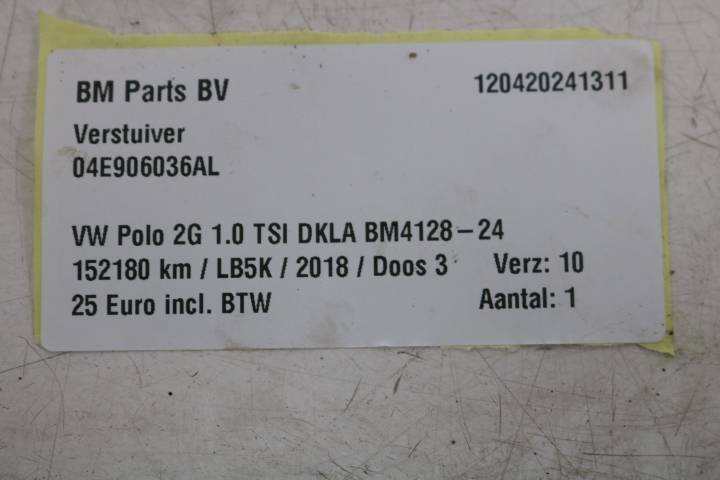 BM Parts BV 120420241311
Verstuiver
04E906036AL
VW Polo 2G 1.0 TSI DKLA BM4128-24
152180 km / LB5K / 2018 / Doos 3 Verz: 10
25 Euro incl. BTW Aantal: 1